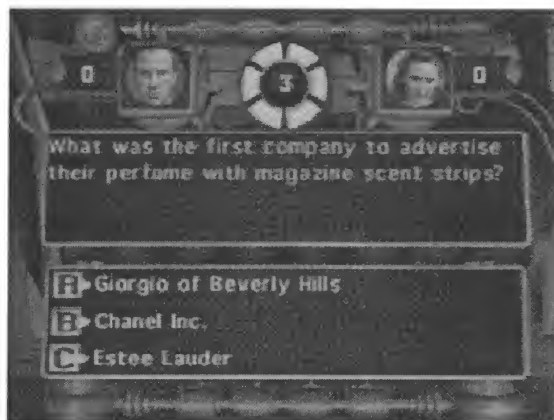 0 3 0
What was the first company to advertise
their perfume with magazine scent strips?
A Giorgio of Beverly Hills
B Chanel Inc.
C Estee Lauder